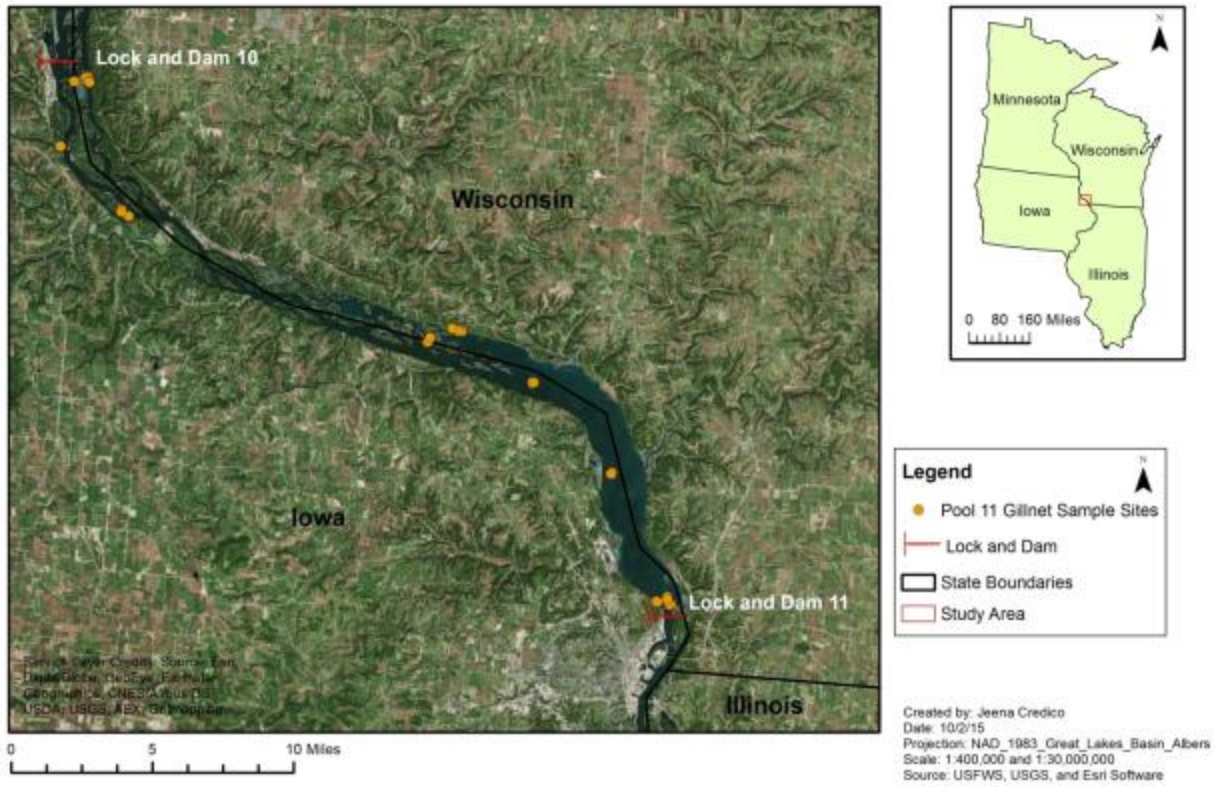 Lock and Dam 10
Wisconsin
Iowa
Lock and Dam 11
Illinois
0 5 10 Miles
N
Minnesota
Wisconsin
Iowa
Illinois
0 80 160 Miles
Legend
N
Pool 11 Gillnet Sample Sites
Lock and Dam
State Boundaries
Study Area
Created by: Jeena Credico
Date: 10/2/15
Projection: NAD_1983_Great_Lakes_Basin_Albers
Scale: 1:400,000 and 1:30,000,000
Source: USFWS, USGS, and Esri Software